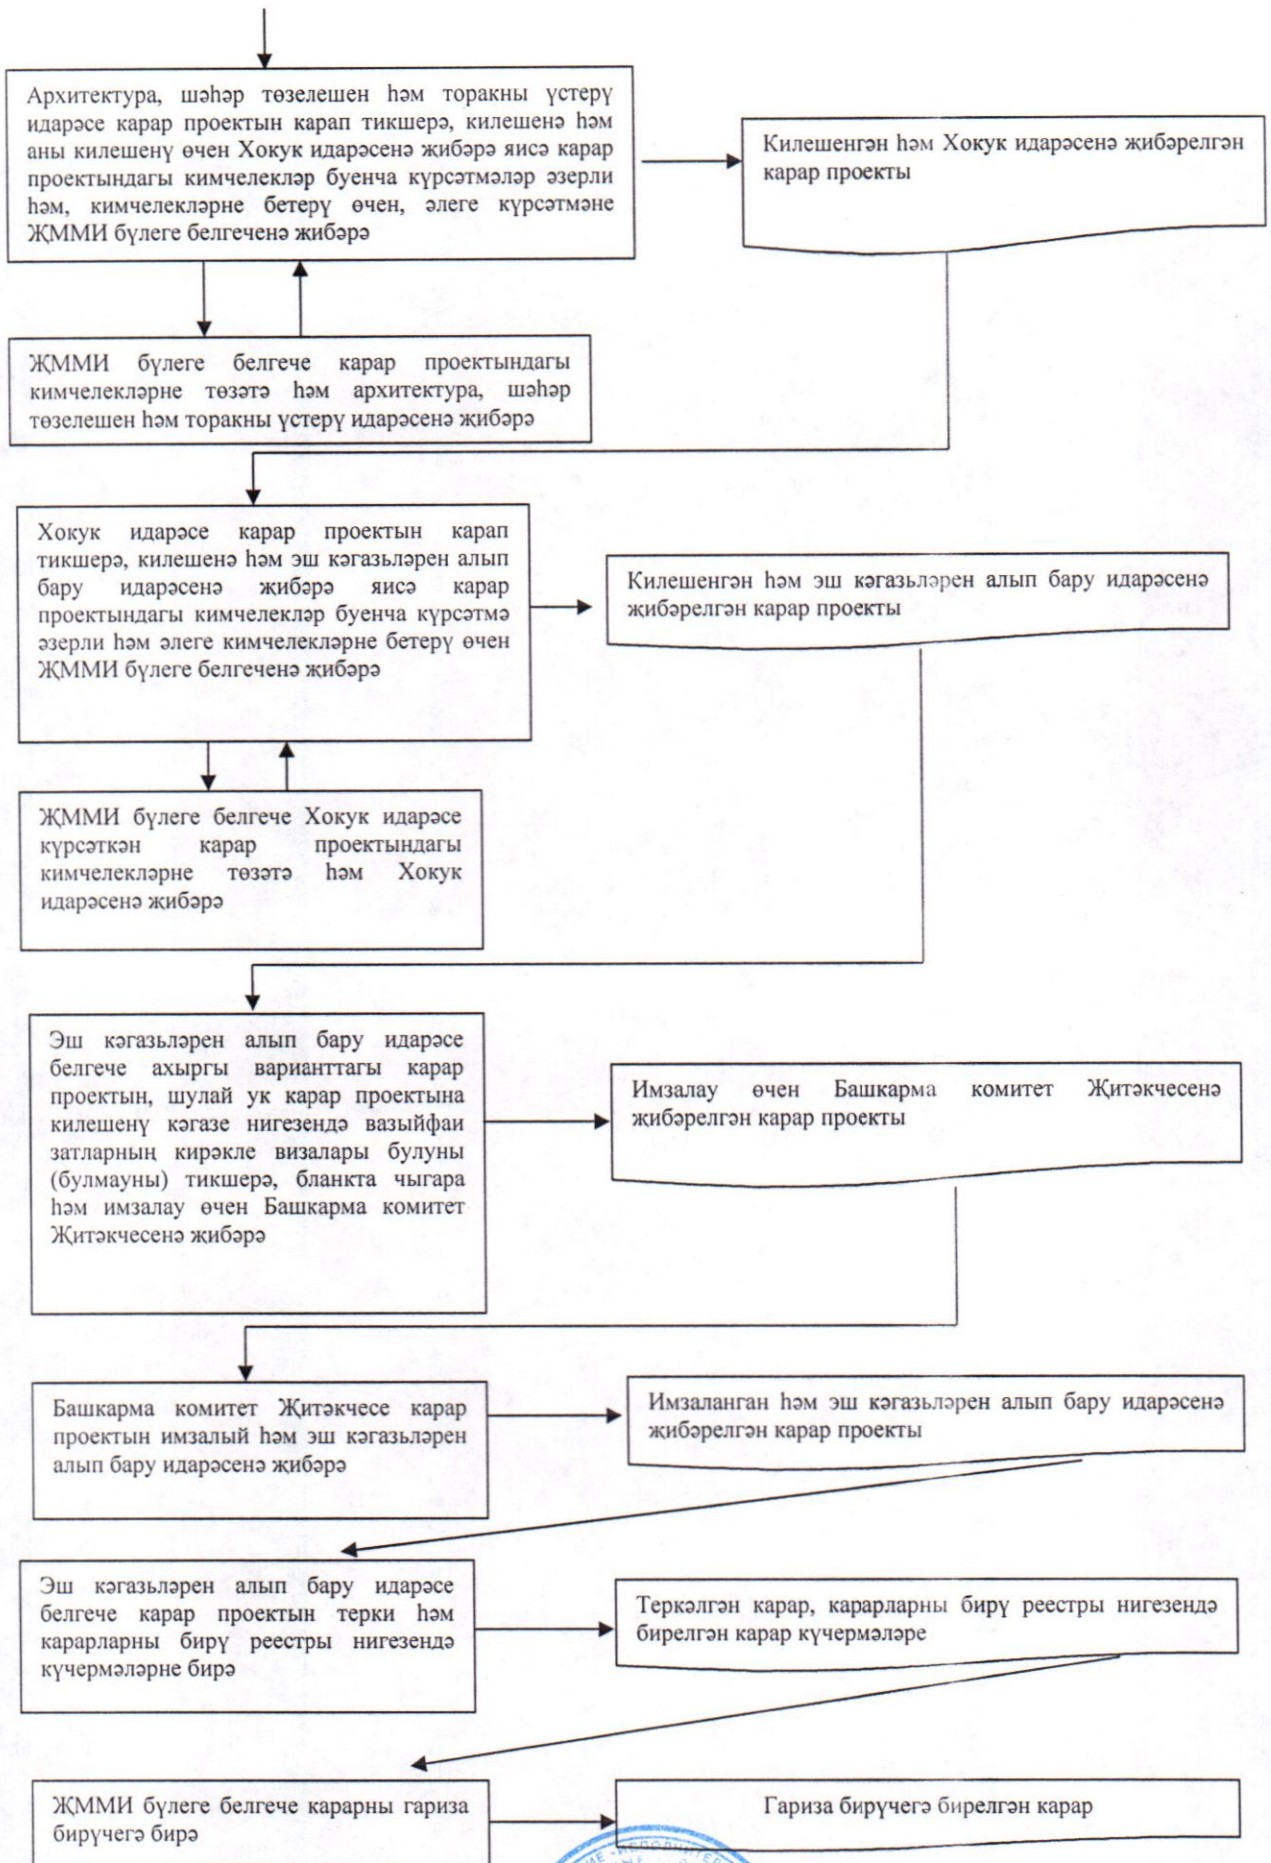 Архитектура, шәһәр төзелешен һәм торакны үстерү
идарәсе карар проектын карап тикшерә, килешенә һәм
аны килешенү өчен Хокук идарәсенә җибәрә яисә карар
проектындагы кимчелекләр буенча күрсәтмәләр әзерли
һәм, кимчелекләрне бетерү өчен, әлеге күрсәтмәне
ҖММИ бүлеге белгеченә җибәрә
Килешенгән һәм Хокук идарәсенә җибәрелгән
карар проекты
ҖММИ бүлеге белгече карар проектындагы
кимчелекләрне төзәтә һәм архитектура, шәһәр
төзелешен һәм торакны үстерү идарәсенә җибәрә
Хокук идарәсе карар проектын карап
тикшерә, килешенә һәм эш кәгазьләрен алып
бару идарәсенә җибәрә яисә карар
проектындагы кимчелекләр буенча күрсәтмә
әзерли һәм әлеге кимчелекләрне бетерү өчен
ҖММИ бүлеге белгеченә җибәрә
Килешенгән һәм эш кәгазьләрен алып бару идарәсенә
җибәрелгән карар проекты
ҖММИ бүлеге белгече Хокук идарәсе
күрсәткән карар проектындагы
кимчелекләрне төзәтә һәм Хокук
идарәсенә җибәрә
Эш кәгазьләрен алып бару идарәсе
белгече ахыргы варианттагы карар
проектын, шулай ук карар проектына
килешенү кәгазе нигезендә вазыйфаи
затларның кирәкле визалары булуны
(булмауны) тикшерә, бланкта чыгара
һәм имзалау өчен Башкарма комитет
Җитәкчесенә җибәрә
Имзалау өчен Башкарма комитет Җитәкчесенә
җибәрелгән карар проекты
Башкарма комитет Җитәкчесе карар
проектын имзалый һәм эш кәгазьләрен
алып бару идарәсенә җибәрә
Имзаланган һәм эш кәгазьләрен алып бару идарәсенә
җибәрелгән карар проекты
Эш кәгазьләрен алып бару идарәсе
белгече карар проектын терки һәм
карарларны бирү реестры нигезендә
күчермәләрне бирә
Теркәлгән карар, карарларны бирү реестры нигезендә
бирелгән карар күчермәләре
ҖММИ бүлеге белгече карарны гариза
бирүчегә бирә
Гариза бирүчегә бирелгән карар